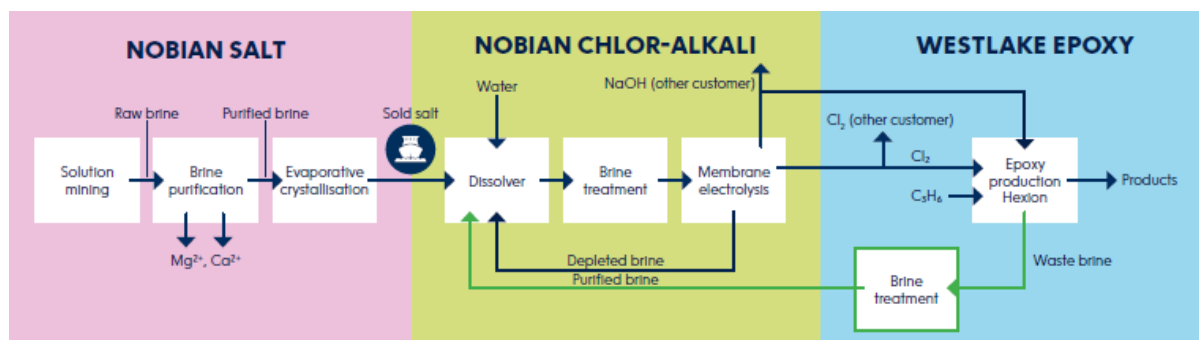 NOBIAN SALT
NOBIAN CHLOR-ALKALI
WESTLAKE EPOXY
Raw brine
Purified brine
Sold salt
Water
NaOH (other customer)
Cl₂ (other customer)
Solution
mining
Brine
purification
Evaporative
crystallisation
Dissolver
Brine
treatment
Membrane
electrolysis
Cl₂
C₃H₆
Epoxy
production
Hexion
Products
Mg²⁺, Ca²⁺
Depleted brine
Purified brine
Brine
treatment
Waste brine